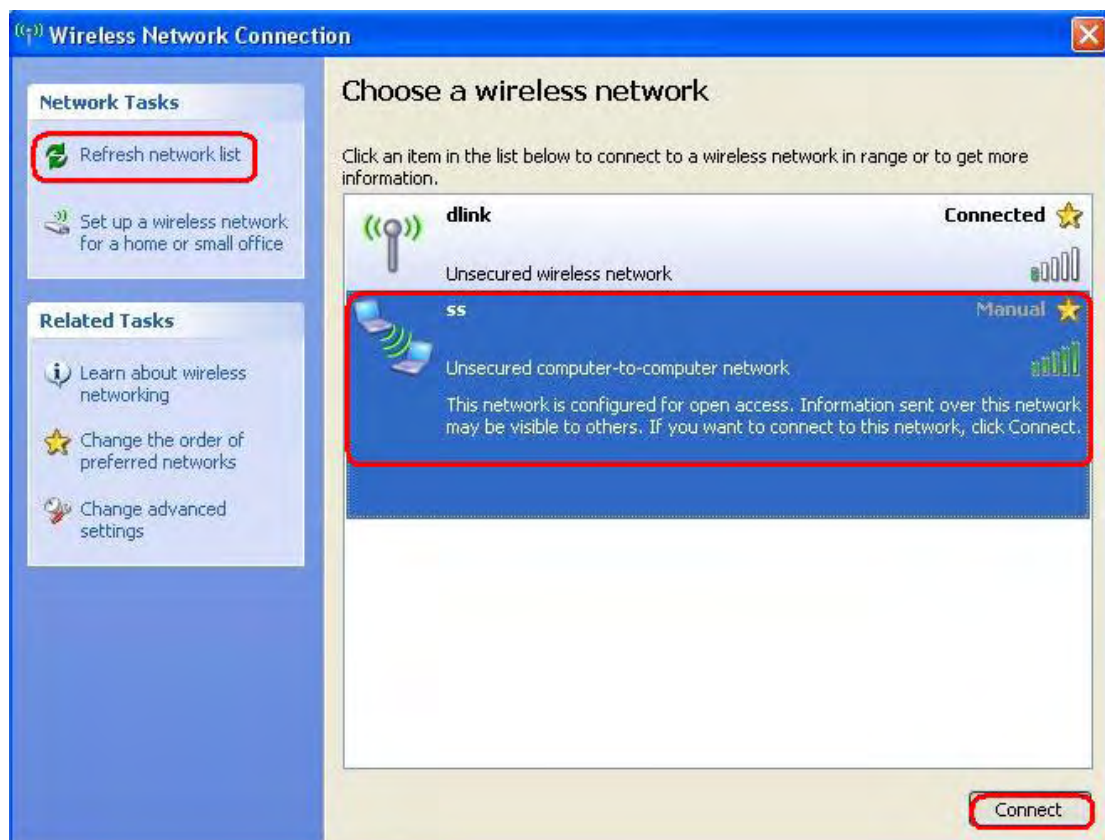 Wireless Network Connection
Network Tasks
Refresh network list
Set up a wireless network
for a home or small office
Related Tasks
Learn about wireless
networking
Change the order of
preferred networks
Change advanced
settings
Choose a wireless network
Click an item in the list below to connect to a wireless network in range or to get more
information.
dlink Connected
Unsecured wireless network
ss Manual
Unsecured computer-to-computer network
This network is configured for open access. Information sent over this network
may be visible to others. If you want to connect to this network, click Connect.
Connect